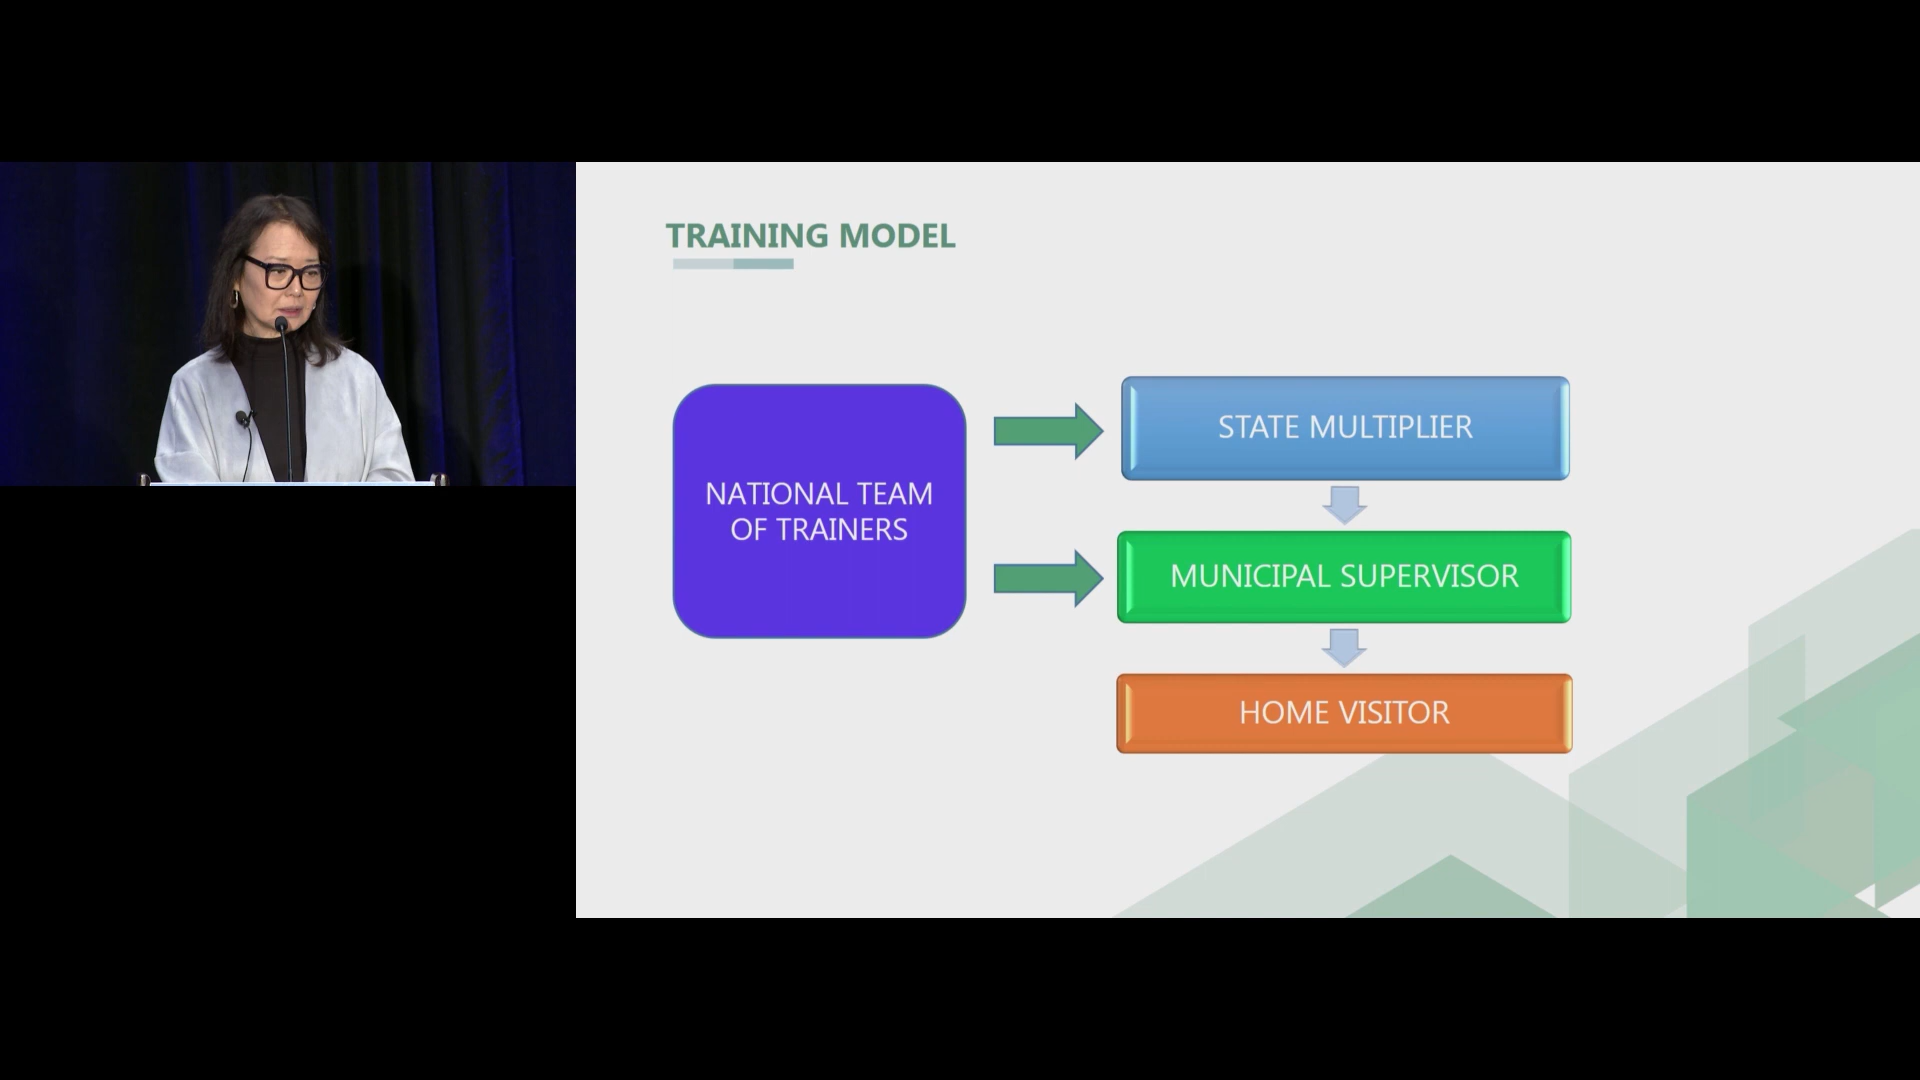 TRAINING MODEL
NATIONAL TEAM
OF TRAINERS
STATE MULTIPLIER
MUNICIPAL SUPERVISOR
HOME VISITOR